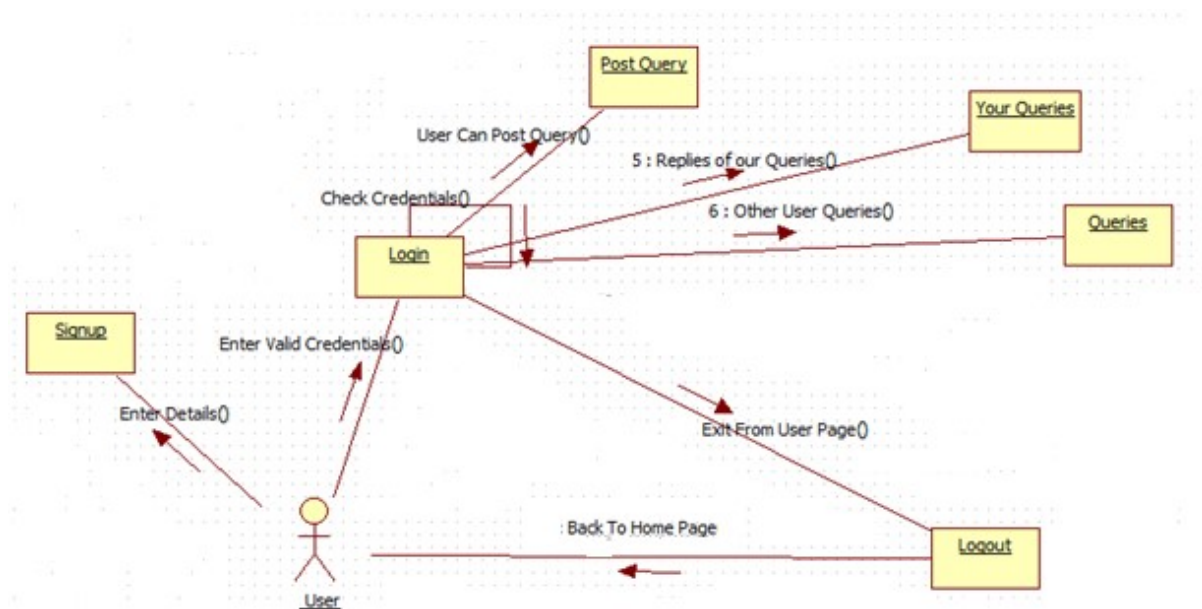 Post Query
Your Queries
User Can Post Query()
5 : Replies of our Queries()
Check Credentials()
6 : Other User Queries()
Queries
Login
Signup
Enter Valid Credentials()
Enter Details()
Exit From User Page()
: Back To Home Page
Logout
User